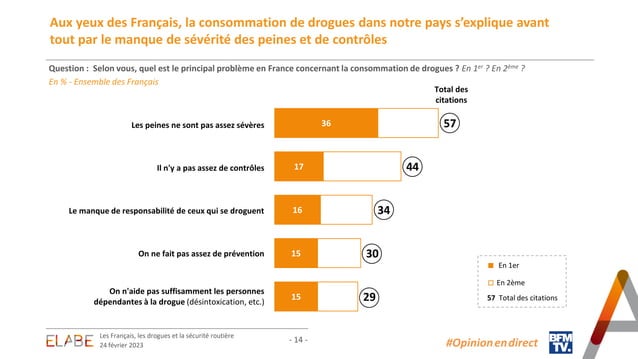 Aux yeux des Français, la consommation de drogues dans notre pays s’explique avant
tout par le manque de sévérité des peines et de contrôles
Question : Selon vous, quel est le principal problème en France concernant la consommation de drogues ? En 1er ? En 2ème ?
En % - Ensemble des Français
Total des
citations
Les peines ne sont pas assez sévères
36
57
Il n'y a pas assez de contrôles
17
44
Le manque de responsabilité de ceux qui se droguent
16
34
On ne fait pas assez de prévention
15
30
On n'aide pas suffisamment les personnes
dépendantes à la drogue (désintoxication, etc.)
15
29
En 1er
En 2ème
57 Total des citations
ELABE
Les Français, les drogues et la sécurité routière
24 février 2023
- 14 -
#Opinionendirect
BFM
TV.